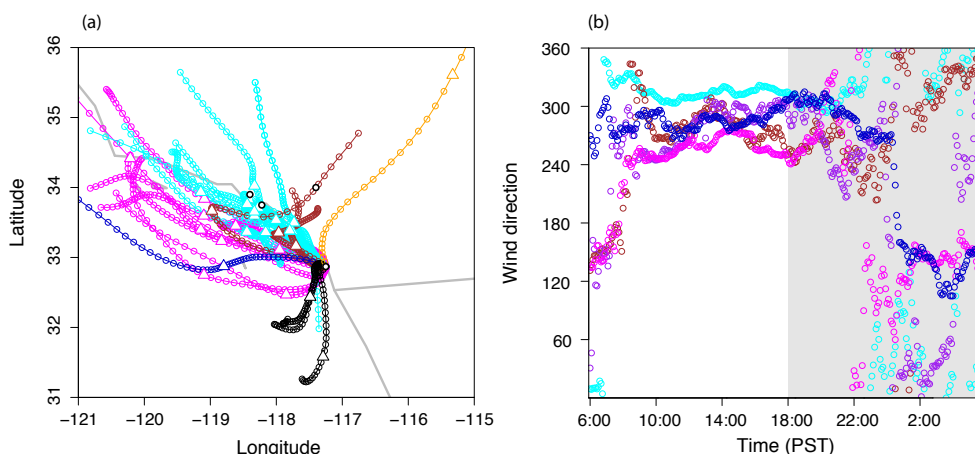 (a)
36
35
34
33
32
31
Latitude
−121 −120 −119 −118 −117 −116 −115
Longitude
(b)
360
300
240
180
120
60
Wind direction
6:00 10:00 14:00 18:00 22:00 2:00
Time (PST)